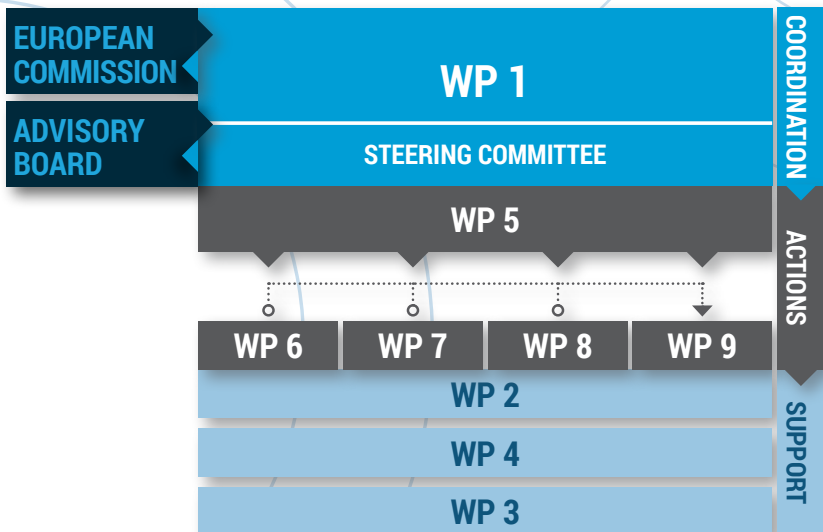 EUROPEAN
COMMISSION
WP 1
COORDINATION
ADVISORY
BOARD
STEERING COMMITTEE
WP 5
ACTIONS
WP 6
WP 7
WP 8
WP 9
WP 2
SUPPORT
WP 4
WP 3